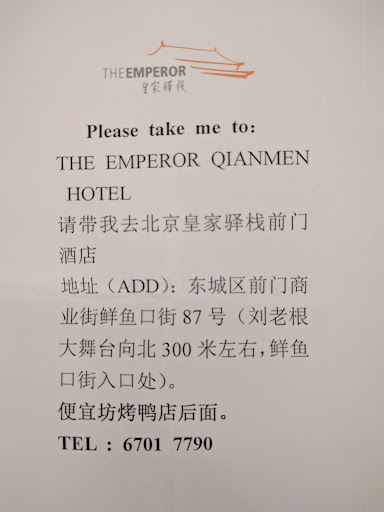 THE EMPEROR
皇家驿栈
Please take me to:
THE EMPEROR QIANMEN
HOTEL
请带我去北京皇家驿栈前门
酒店
地址（ADD）：东城区前门商
业街鲜鱼口街 87 号（刘老根
大舞台向北 300 米左右，鲜鱼
口街入口处）。
便宜坊烤鸭店后面。
TEL : 6701 7790